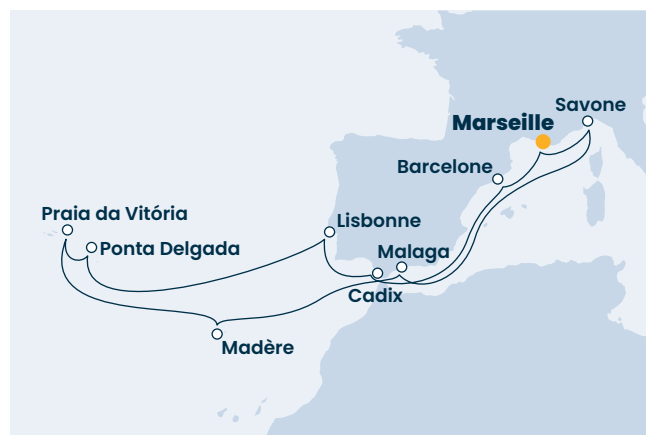 Savone
Marseille
Barcelone
Praia da Vitória
Lisbonne
Ponta Delgada
Malaga
Cadix
Madère